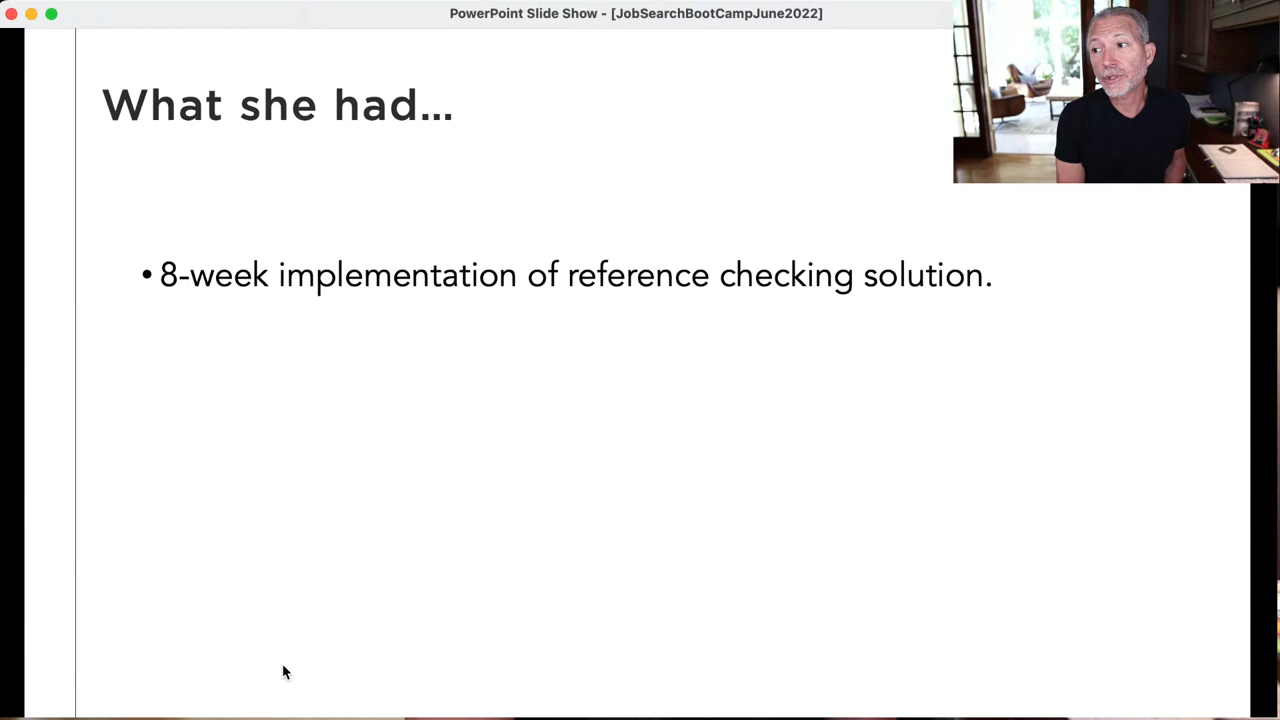 PowerPoint Slide Show - [JobSearchBootCampJune2022]
What she had...
• 8-week implementation of reference checking solution.